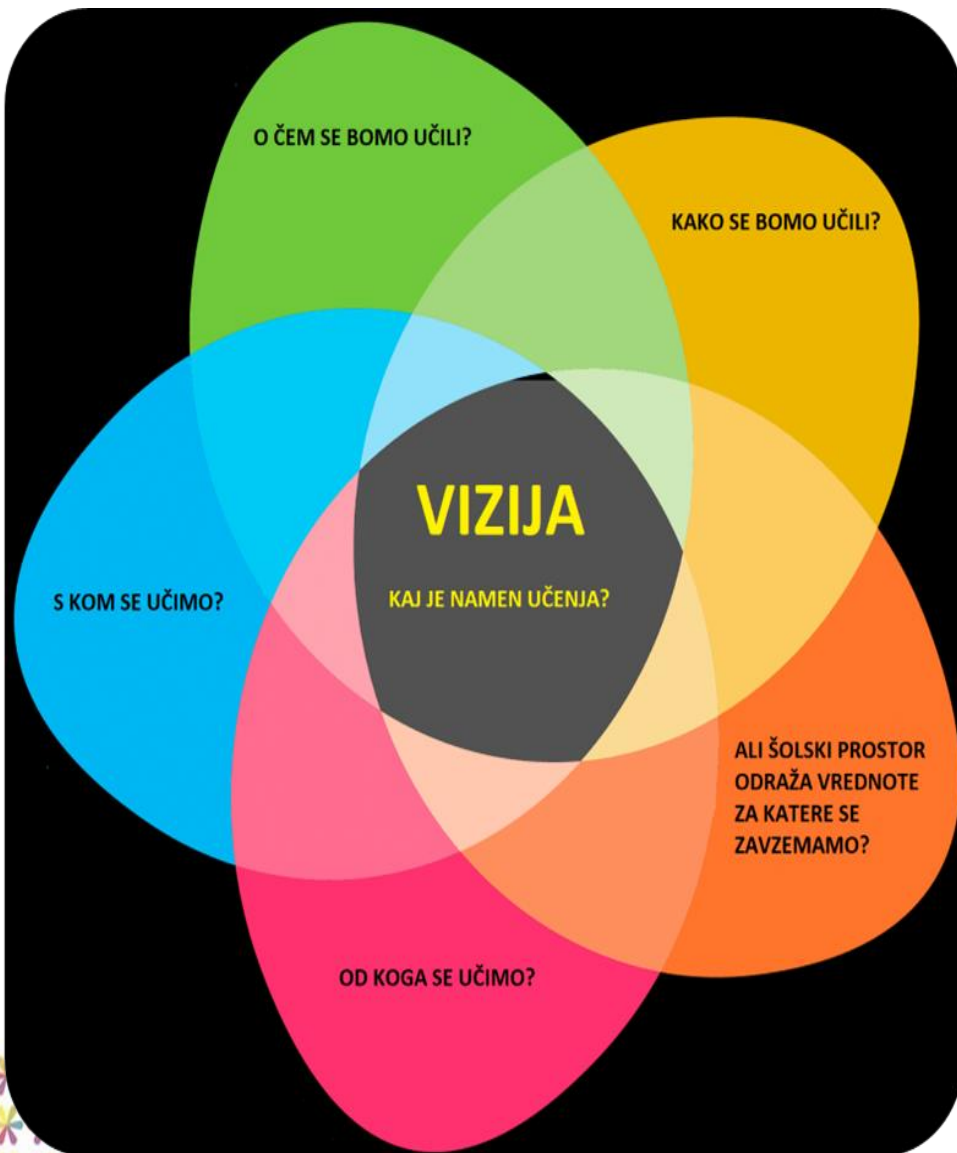 O ČEM SE BOMO UČILI?
KAKO SE BOMO UČILI?
VIZIJA
KAJ JE NAMEN UČENJA?
S KOM SE UČIMO?
ALI ŠOLSKI PROSTOR
ODRAŽA VREDNOTE
ZA KATERE SE
ZAVZEMAMO?
OD KOGA SE UČIMO?